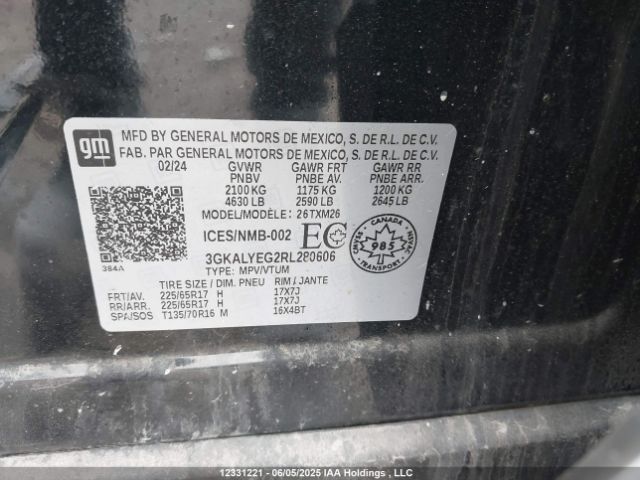 gm
MFD BY GENERAL MOTORS DE MEXICO, S. DE R.L. DE C.V.
FAB. PAR GENERAL MOTORS DE MEXICO, S. DE R.L. DE C.V.
02/24 GVWR GAWR FRT GAWR RR
PNBV PNBE AV. PNBE ARR.
2100 KG 1175 KG 1200 KG
4630 LB 2590 LB 2645 LB
MODEL/MODÈLE: 26TXM26
ICES/NMB-002 EC
CANADA
985
TRANSPORT
NSVAC
384A
3GKALYEG2RL280606
TYPE: MPV/VTUM
TIRE SIZE / DIM. PNEU RIM / JANTE
FRT/AV. 225/65R17 H 17X7J
RR/ARR. 225/65R17 H 17X7J
SPA/SOS T135/70R16 M 16X4BT
12331221 - 06/05/2025 IAA Holdings , LLC